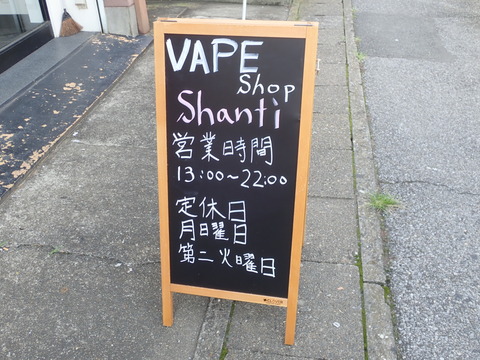 VAPE
Shop
Shanti
営業時間
13:00〜22:00
定休日
月曜日
第二火曜日